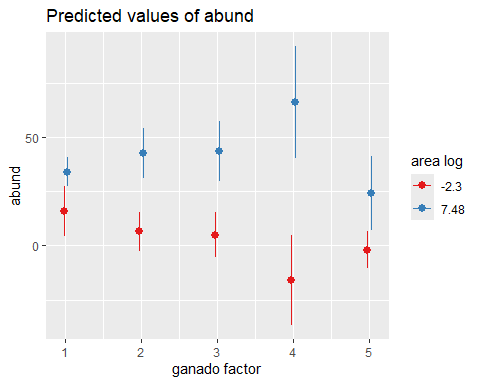 Predicted values of abund
abund
50
0
1 2 3 4 5
ganado factor
area log
-2.3
7.48